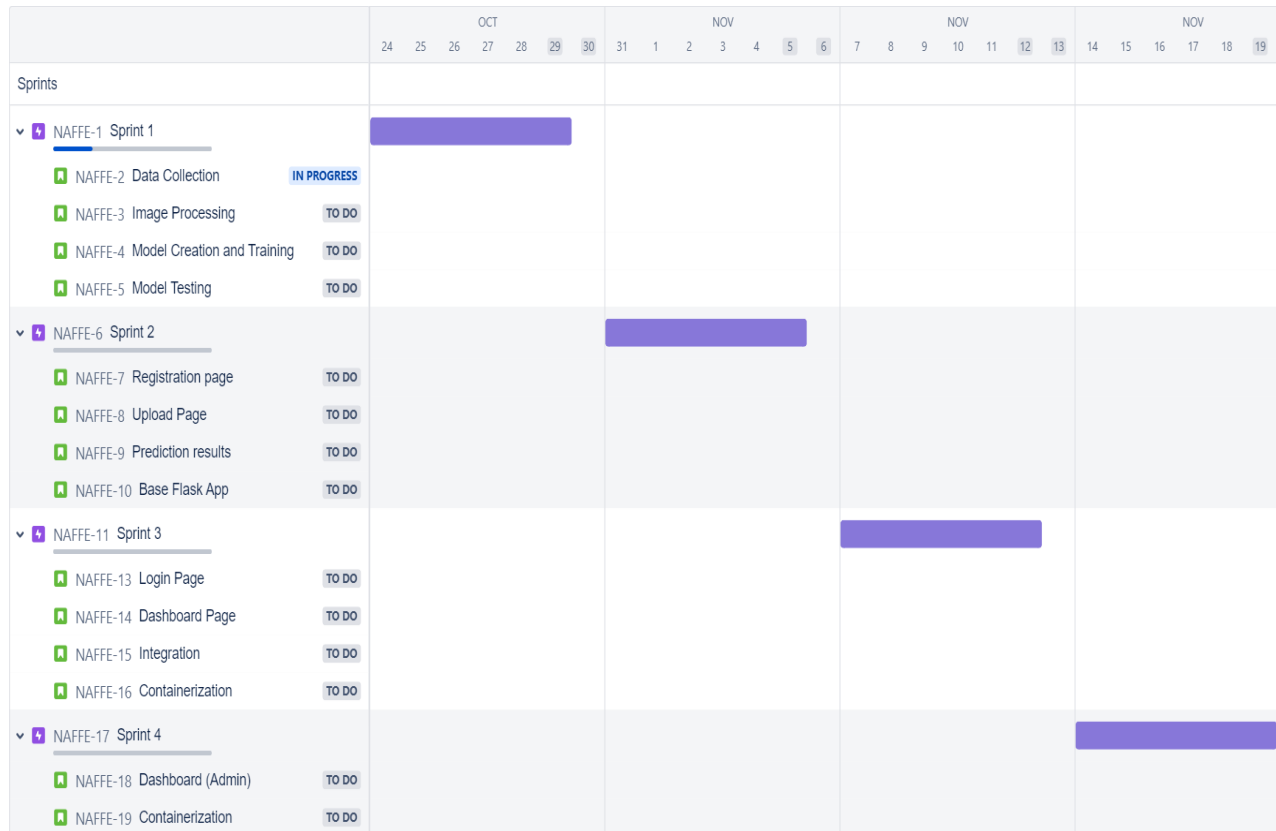 OCT NOV NOV NOV
24 25 26 27 28 29 30 31 1 2 3 4 5 6 7 8 9 10 11 12 13 14 15 16 17 18 19
Sprints
NAFFE-1 Sprint 1
NAFFE-2 Data Collection IN PROGRESS
NAFFE-3 Image Processing TO DO
NAFFE-4 Model Creation and Training TO DO
NAFFE-5 Model Testing TO DO
NAFFE-6 Sprint 2
NAFFE-7 Registration page TO DO
NAFFE-8 Upload Page TO DO
NAFFE-9 Prediction results TO DO
NAFFE-10 Base Flask App TO DO
NAFFE-11 Sprint 3
NAFFE-13 Login Page TO DO
NAFFE-14 Dashboard Page TO DO
NAFFE-15 Integration TO DO
NAFFE-16 Containerization TO DO
NAFFE-17 Sprint 4
NAFFE-18 Dashboard (Admin) TO DO
NAFFE-19 Containerization TO DO